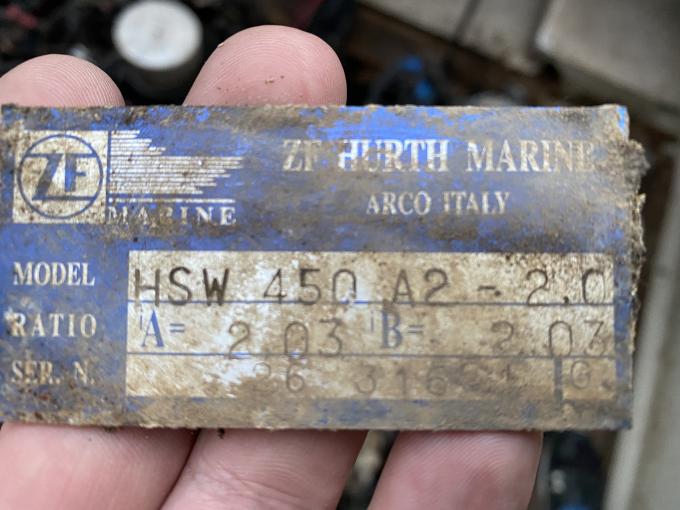 ZF
MARINE
ZF HURTH MARINE
ARCO ITALY
MODEL HSW 450 A2 - 2.0
RATIO A= 2 03 B= 2 03
SER. N.